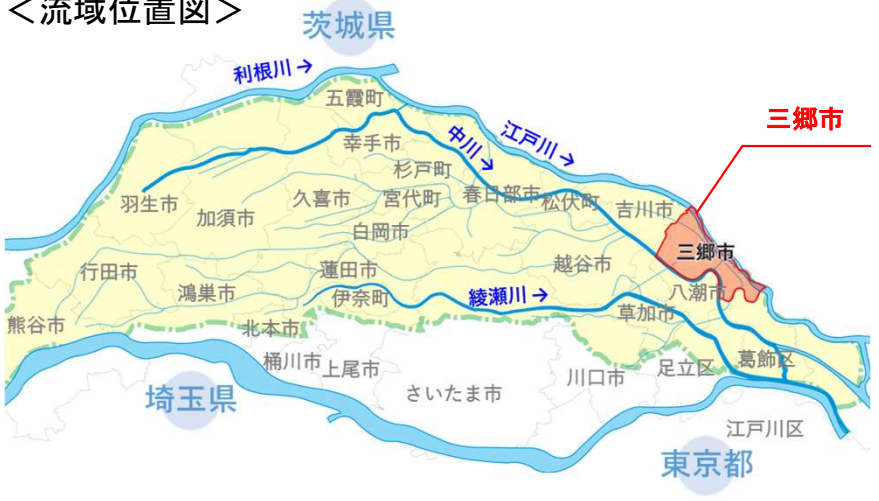 ＜流域位置図＞
茨城県
利根川→
五霞町
三郷市
幸手市
中川→
江戸川→
杉戸町
羽生市
加須市
久喜市
宮代町
春日部市
松伏町
吉川市
白岡市
三郷市
行田市
蓮田市
越谷市
鴻巣市
伊奈町
綾瀬川→
八潮市
草加市
熊谷市
北本市
桶川市
上尾市
さいたま市
川口市
足立区
葛飾区
埼玉県
江戸川区
東京都